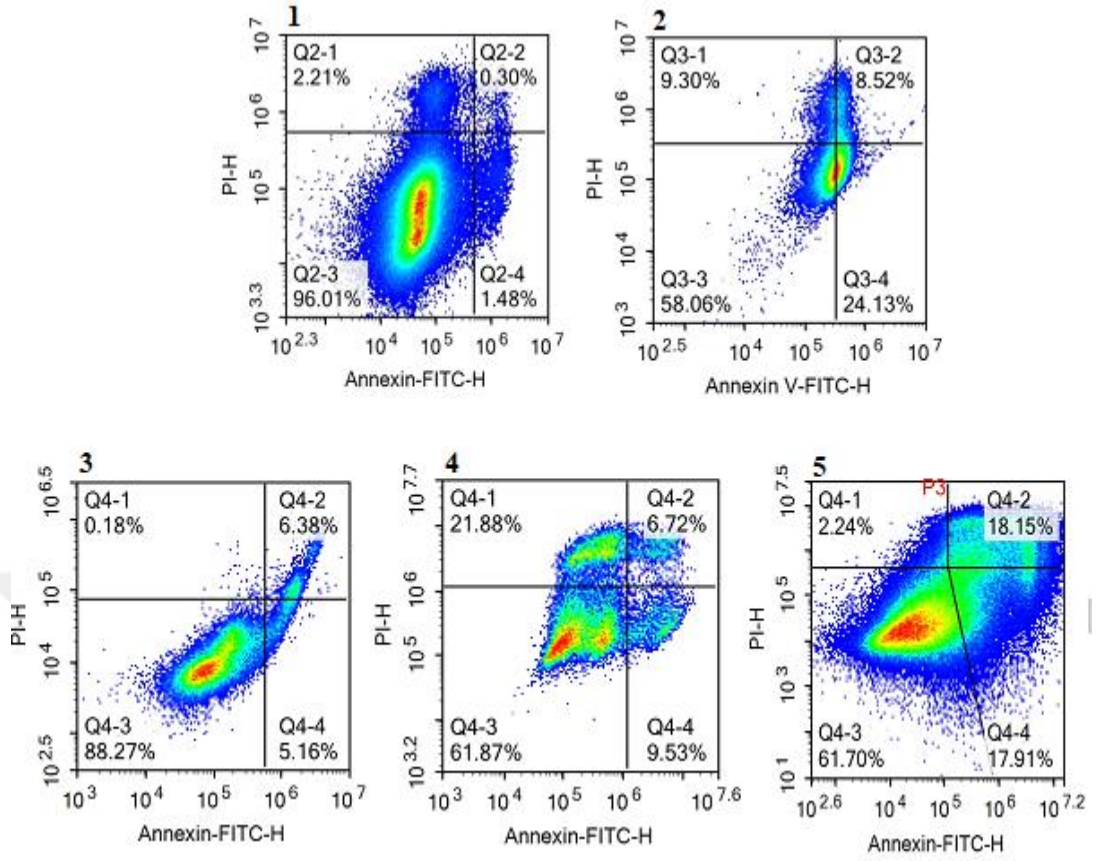 1
10^7
10^6
10^5
10^3.3
Q2-1
2.21%
Q2-2
0.30%
Q2-3
96.01%
Q2-4
1.48%
PI-H
10^2.3 10^4 10^5 10^6 10^7
Annexin-FITC-H
2
10^7
10^6
10^5
10^4
10^3
Q3-1
9.30%
Q3-2
8.52%
Q3-3
58.06%
Q3-4
24.13%
PI-H
10^2.5 10^4 10^5 10^6 10^7
Annexin V-FITC-H
3
10^6.5
10^5
10^4
10^2.5
Q4-1
0.18%
Q4-2
6.38%
Q4-3
88.27%
Q4-4
5.16%
PI-H
10^3 10^4 10^5 10^6 10^7
Annexin-FITC-H
4
10^7.7
10^6
10^5
10^3.2
Q4-1
21.88%
Q4-2
6.72%
Q4-3
61.87%
Q4-4
9.53%
PI-H
10^3.2 10^4 10^5 10^6 10^7.6
Annexin-FITC-H
5
10^7.5
10^5
10^3
10^1
P3
Q4-1
2.24%
Q4-2
18.15%
Q4-3
61.70%
Q4-4
17.91%
PI-H
10^2.6 10^4 10^5 10^6 10^7.2
Annexin-FITC-H